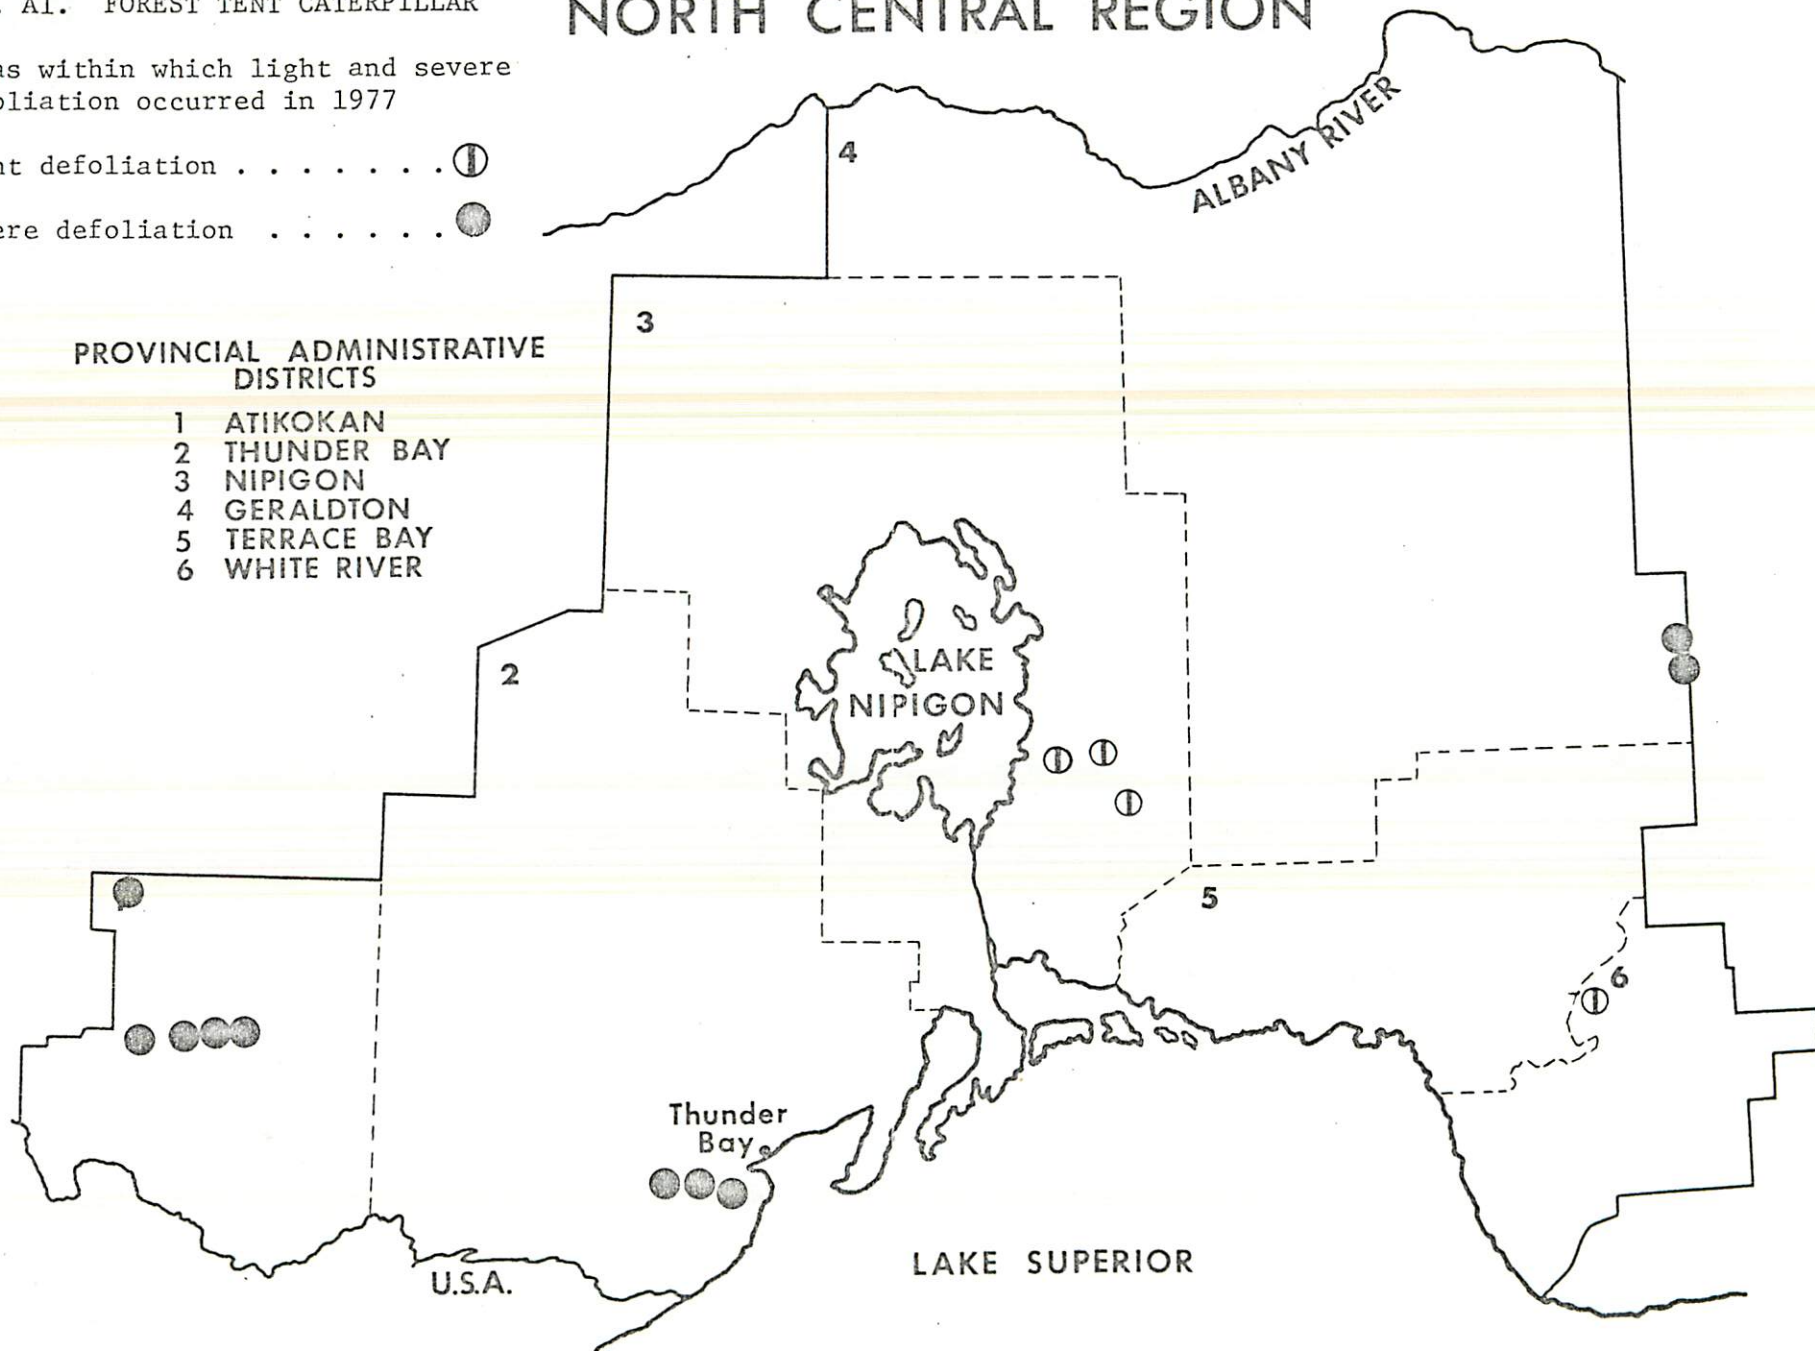 AI. FOREST TENT CATERPILLAR
NORTH CENTRAL REGION
within which light and severe
occurred in 1977
defoliation . . . . . . .
defoliation . . . . . .
PROVINCIAL ADMINISTRATIVE
DISTRICTS
1 ATIKOKAN
2 THUNDER BAY
3 NIPIGON
4 GERALDTON
5 TERRACE BAY
6 WHITE RIVER
4
ALBANY RIVER
3
2
LAKE
NIPIGON
5
6
Thunder
Bay
LAKE SUPERIOR
U.S.A.